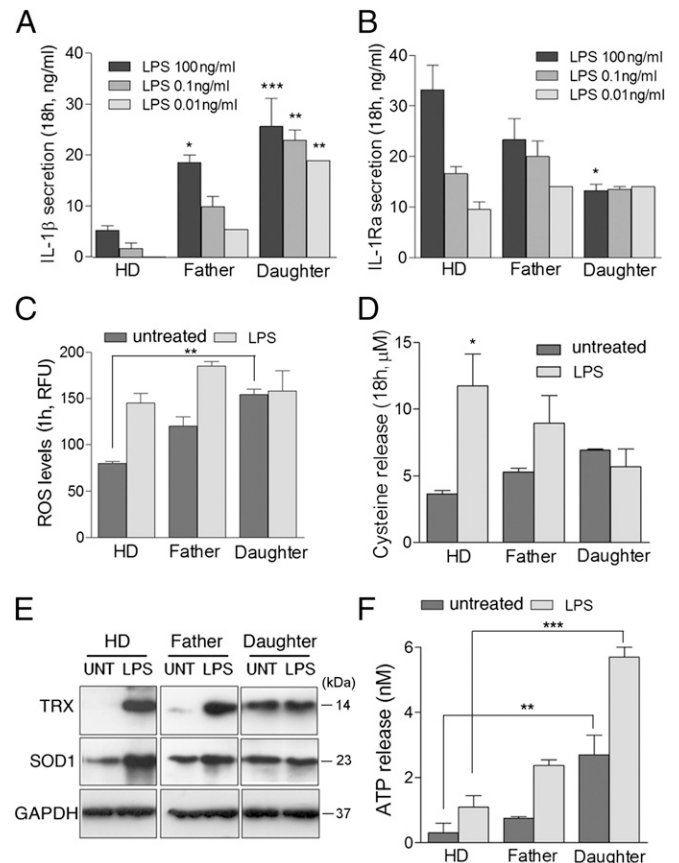 A
LPS 100ng/ml
LPS 0.1ng/ml
LPS 0.01ng/ml
IL-1β secretion (18h, ng/ml)
40
30
20
10
0
*
***
**
**
HD Father Daughter
B
LPS 100ng/ml
LPS 0.1ng/ml
LPS 0.01ng/ml
IL-1Ra secretion (18h, ng/ml)
40
30
20
10
0
*
HD Father Daughter
C
untreated LPS
ROS levels (1h, RFU)
200
150
100
50
0
**
HD Father Daughter
D
untreated
LPS
Cysteine release (18h, μM)
15
10
5
0
*
HD Father Daughter
E
HD Father Daughter
UNT LPS UNT LPS UNT LPS (kDa)
TRX 14
SOD1 23
GAPDH 37
F
untreated LPS
ATP release (nM)
6
4
2
0
***
**
HD Father Daughter